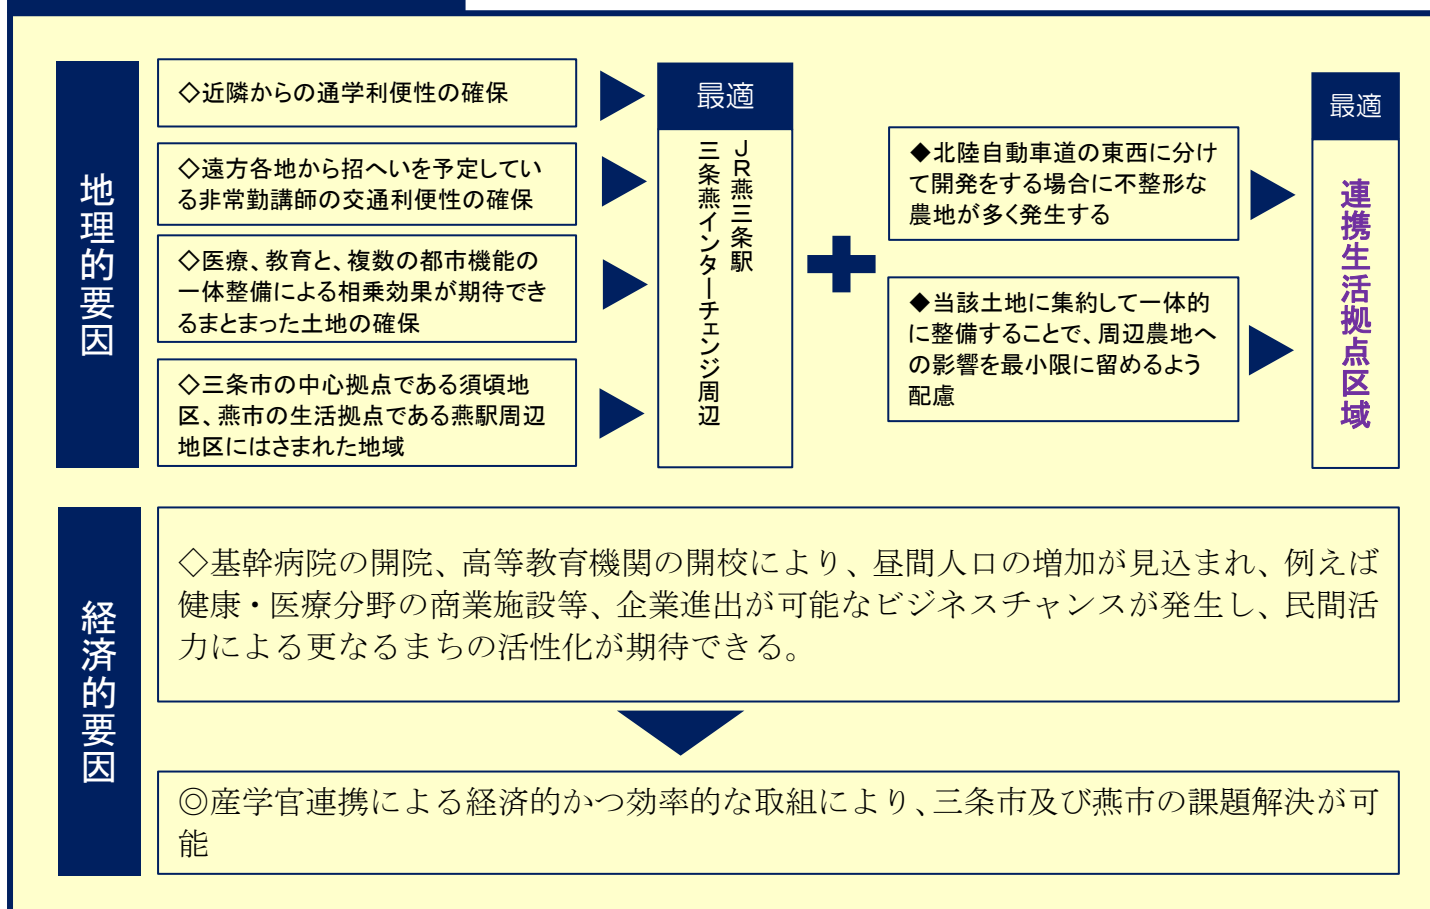 地理的要因
◇近隣からの通学利便性の確保
◇遠方各地から招へいを予定してい
る非常勤講師の交通利便性の確保
◇医療、教育と、複数の都市機能の
一体整備による相乗効果が期待でき
るまとまった土地の確保
◇三条市の中心拠点である須頃地
区、燕市の生活拠点である燕駅周辺
地区にはさまれた地域
最適
JR燕三条駅
三条燕インターチェンジ周辺
◆北陸自動車道の東西に分け
て開発をする場合に不整形な
農地が多く発生する
◆当該土地に集約して一体的
に整備することで、周辺農地へ
の影響を最小限に留めるよう
配慮
最適
連携生活拠点区域
経済的要因
◇基幹病院の開院、高等教育機関の開校により、昼間人口の増加が見込まれ、例えば
健康・医療分野の商業施設等、企業進出が可能なビジネスチャンスが発生し、民間活
力による更なるまちの活性化が期待できる。
◎産学官連携による経済的かつ効率的な取組により、三条市及び燕市の課題解決が可
能